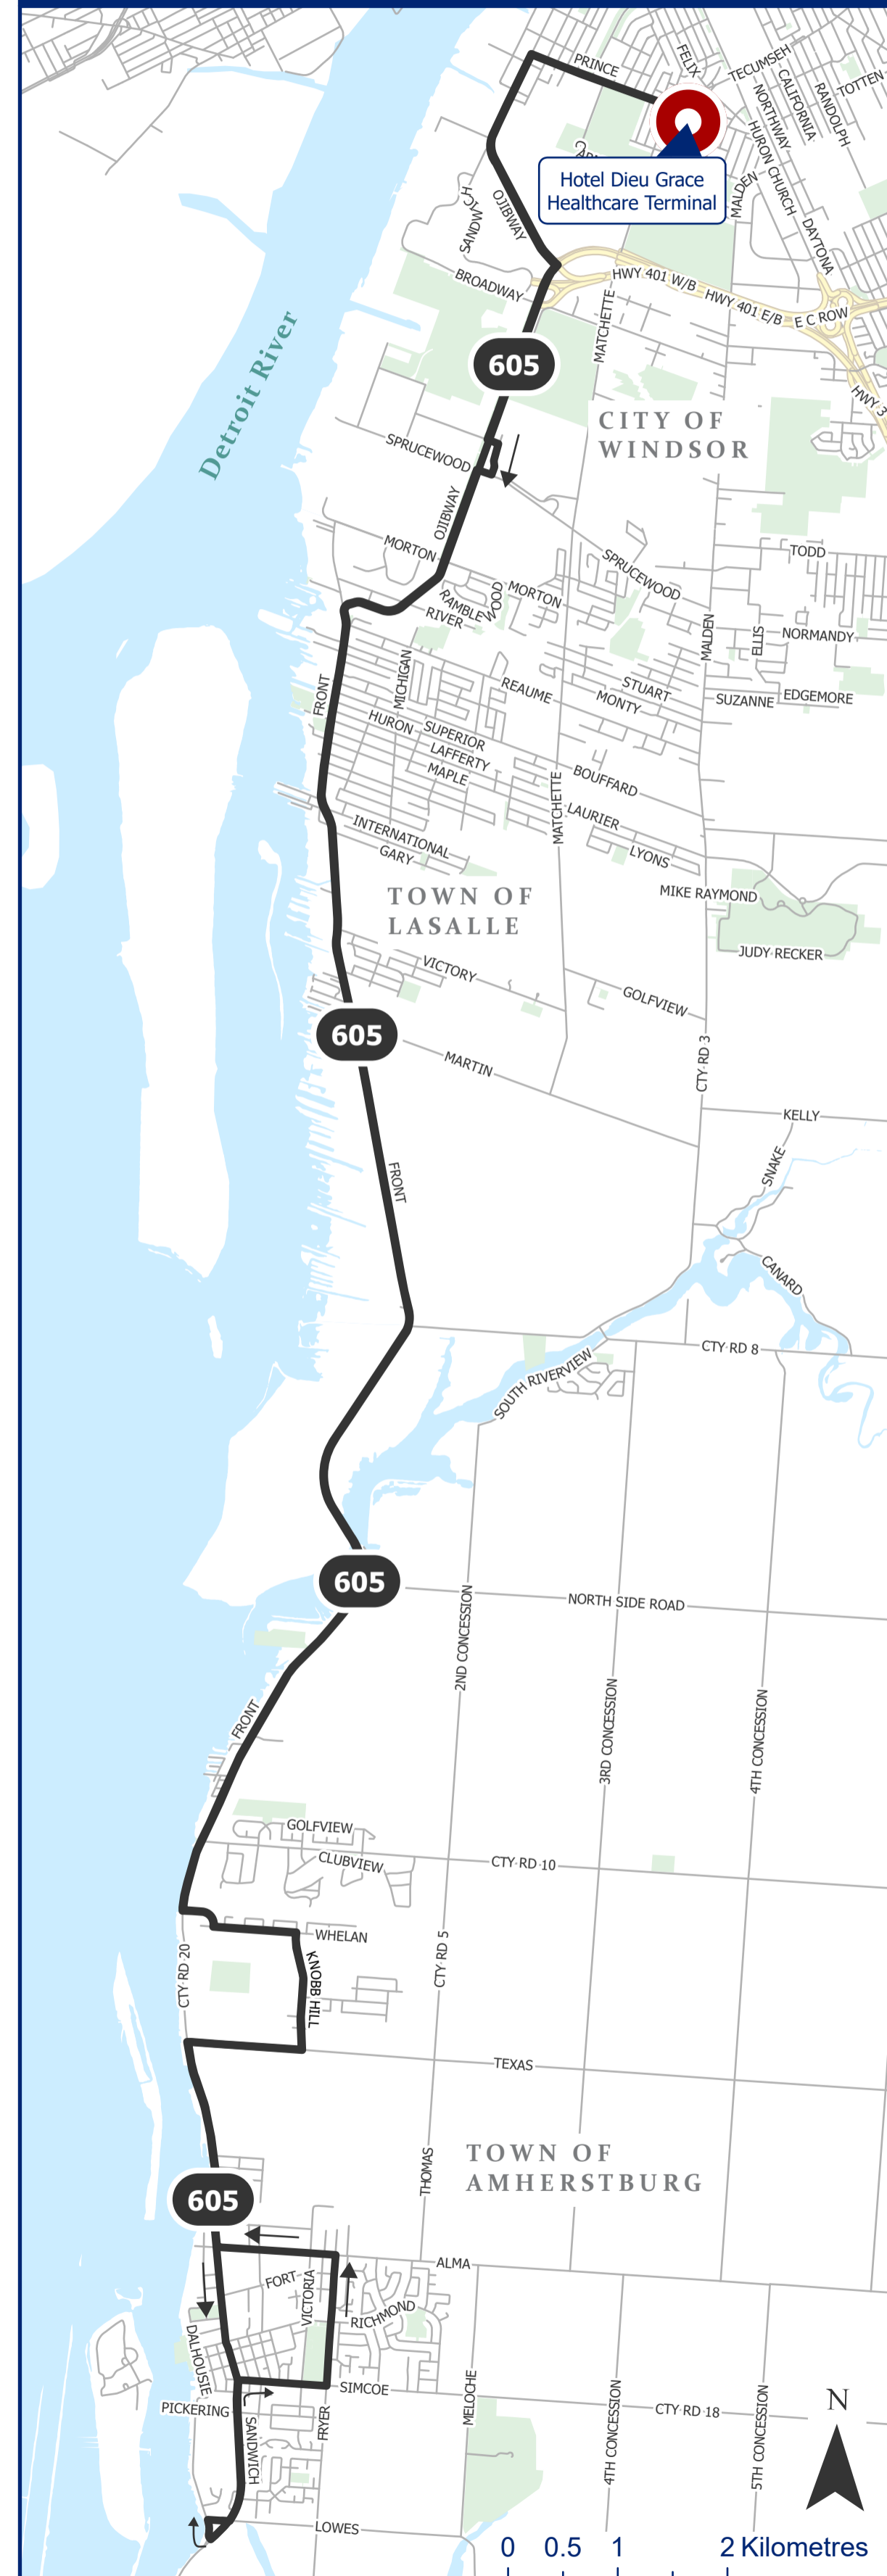 PRINCE
FELIX
TECUMSEH
TOTTEN
RANDOLPH
CALIFORNIA
NORTHWAY
HURON CHURCH
MALDEN
DAYTONA
Hotel Dieu Grace
Healthcare Terminal
SANDWICH
OJIBWAY
BROADWAY
HWY 401 W/B
HWY 401 E/B
E C ROW
HWY 3
MATCHETTE
Detroit River
605
CITY OF
WINDSOR
SPRUCEWOOD
OJIBWAY
MORTON
SPRUCEWOOD
TODD
RAMBLEWOOD
MORTON
RIVER
MALDEN
ELLIS
NORMANDY
FRONT
MICHIGAN
REAUME
STUART
MONTY
SUZANNE
EDGEMORE
HURON
SUPERIOR
LAFFERTY
MAPLE
BOUFFARD
MATCHETTE
LAURIER
INTERNATIONAL
GARY
LYONS
MIKE RAYMOND
TOWN OF
LASALLE
JUDY RECKER
VICTORY
GOLFVIEW
605
MARTIN
CTY RD 3
KELLY
FRONT
SNAKE
CANARD
CTY RD 8
SOUTH RIVERVIEW
605
NORTH SIDE ROAD
2ND CONCESSION
3RD CONCESSION
4TH CONCESSION
FRONT
GOLFVIEW
CLUBVIEW
CTY RD 10
WHELAN
CTY RD 20
KNOBB HILL
CTY RD 5
TEXAS
TOWN OF
AMHERSTBURG
THOMAS
605
ALMA
FORT
VICTORIA
RICHMOND
DALHOUSIE
SIMCOE
PICKERING
SANDWICH
FRYER
MELOCHE
4TH CONCESSION
CTY RD 18
5TH CONCESSION
N
LOWES
0 0.5 1 2 Kilometres